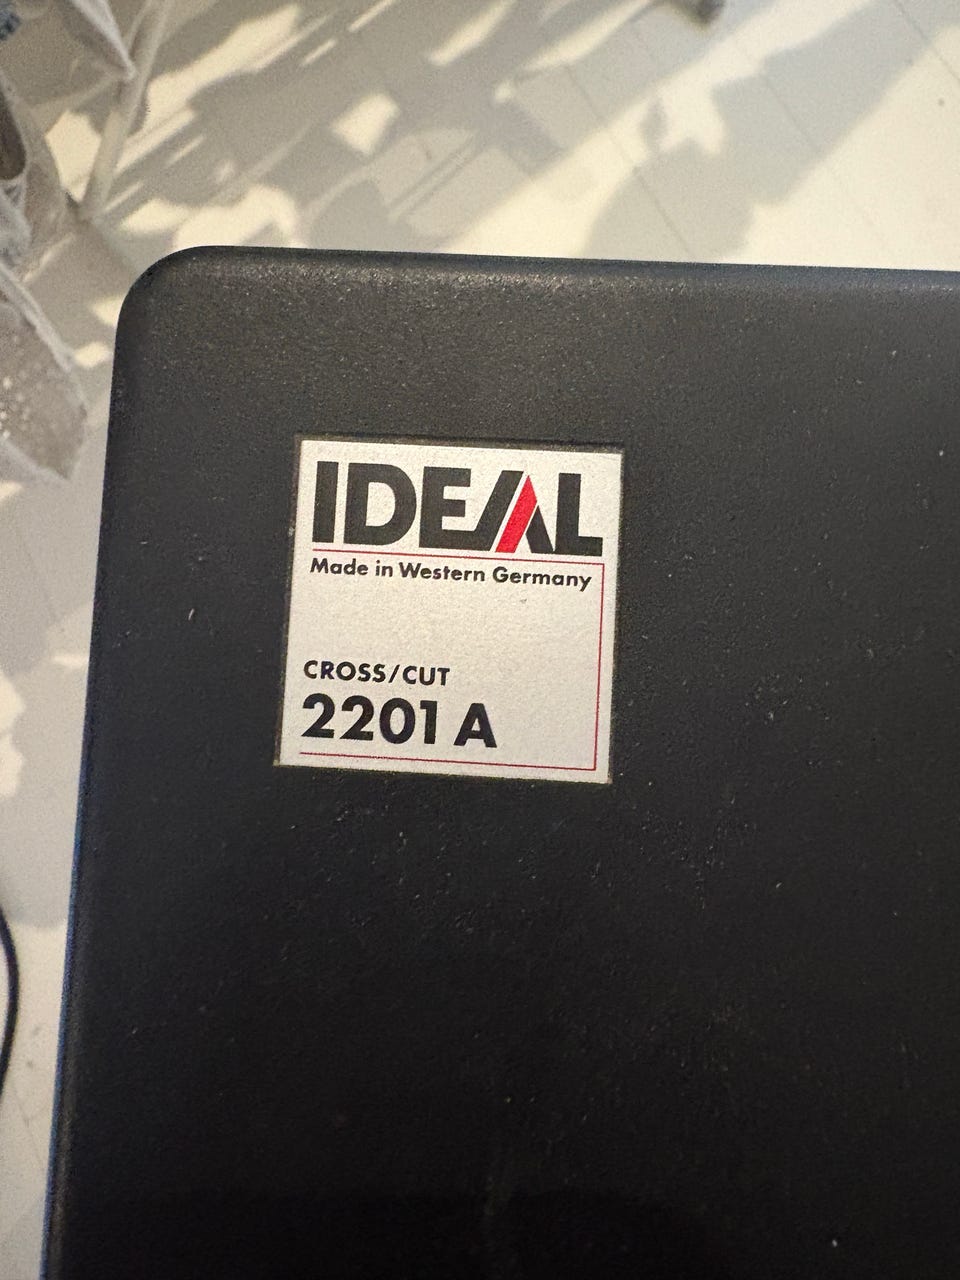 IDEAL
Made in Western Germany
CROSS/CUT
2201 A